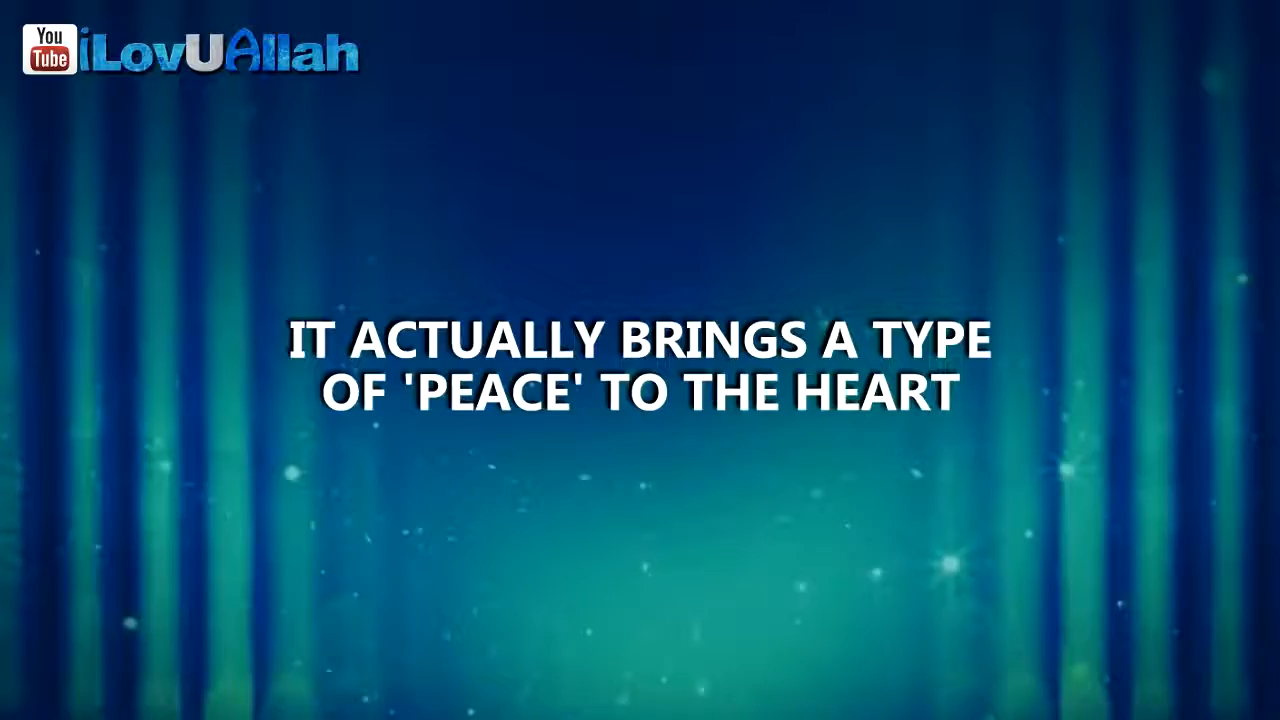 You
Tube
iLovUAllah
IT ACTUALLY BRINGS A TYPE
OF 'PEACE' TO THE HEART